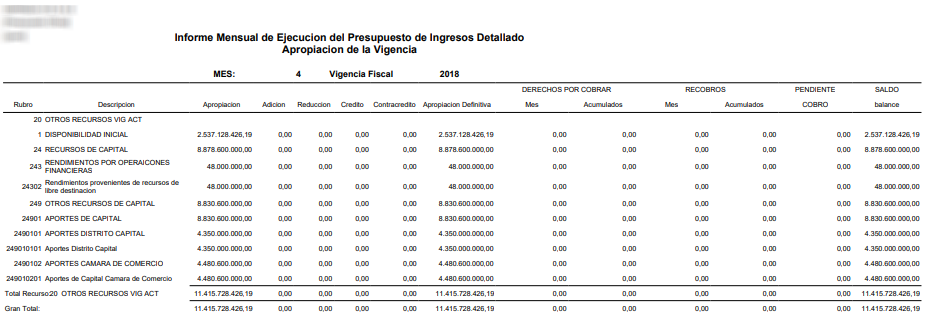 Informe Mensual de Ejecucion del Presupuesto de Ingresos Detallado
Apropiacion de la Vigencia
MES: 4 Vigencia Fiscal 2018
DERECHOS POR COBRAR RECOBROS PENDIENTE SALDO
Rubro Descripcion Apropiacion Adicion Reduccion Credito Contracredito Apropiacion Definitiva Mes Acumulados Mes Acumulados COBRO balance
20 OTROS RECURSOS VIG ACT
1 DISPONIBILIDAD INICIAL 2.537.128.426,19 0,00 0,00 0,00 0,00 2.537.128.426,19 0,00 0,00 0,00 0,00 0,00 2.537.128.426,19
24 RECURSOS DE CAPITAL 8.878.600.000,00 0,00 0,00 0,00 0,00 8.878.600.000,00 0,00 0,00 0,00 0,00 0,00 8.878.600.000,00
243 RENDIMIENTOS POR OPERAICONES
FINANCIERAS 48.000.000,00 0,00 0,00 0,00 0,00 48.000.000,00 0,00 0,00 0,00 0,00 0,00 48.000.000,00
24302 Rendimientos provenientes de recursos de
libre destinacion 48.000.000,00 0,00 0,00 0,00 0,00 48.000.000,00 0,00 0,00 0,00 0,00 0,00 48.000.000,00
249 OTROS RECURSOS DE CAPITAL 8.830.600.000,00 0,00 0,00 0,00 0,00 8.830.600.000,00 0,00 0,00 0,00 0,00 0,00 8.830.600.000,00
24901 APORTES DE CAPITAL 8.830.600.000,00 0,00 0,00 0,00 0,00 8.830.600.000,00 0,00 0,00 0,00 0,00 0,00 8.830.600.000,00
2490101 APORTES DISTRITO CAPITAL 4.350.000.000,00 0,00 0,00 0,00 0,00 4.350.000.000,00 0,00 0,00 0,00 0,00 0,00 4.350.000.000,00
249010101 Aportes Distrito Capital 4.350.000.000,00 0,00 0,00 0,00 0,00 4.350.000.000,00 0,00 0,00 0,00 0,00 0,00 4.350.000.000,00
2490102 APORTES CAMARA DE COMERCIO 4.480.600.000,00 0,00 0,00 0,00 0,00 4.480.600.000,00 0,00 0,00 0,00 0,00 0,00 4.480.600.000,00
249010201 Aportes de Capital Camara de Comercio 4.480.600.000,00 0,00 0,00 0,00 0,00 4.480.600.000,00 0,00 0,00 0,00 0,00 0,00 4.480.600.000,00
Total Recurso:20 OTROS RECURSOS VIG ACT 11.415.728.426,19 0,00 0,00 0,00 0,00 11.415.728.426,19 0,00 0,00 0,00 0,00 0,00 11.415.728.426,19
Gran Total: 11.415.728.426,19 0,00 0,00 0,00 0,00 11.415.728.426,19 0,00 0,00 0,00 0,00 0,00 11.415.728.426,19